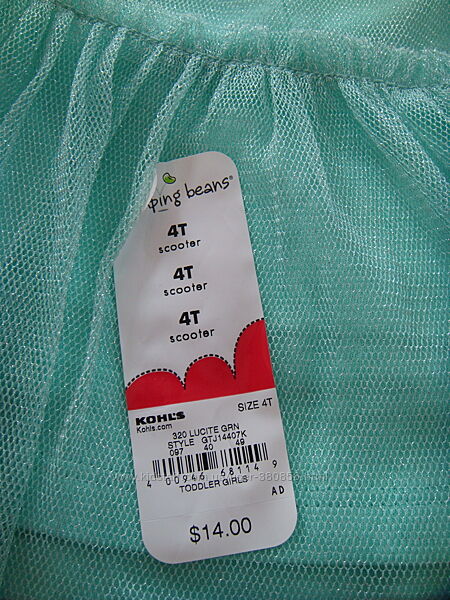 ping beans®
4T
scooter
4T
scooter
4T
scooter
KOHL'S
Kohls.com
SIZE 4T
320 LUCITE GRN
STYLE GTJ14407K
097 40 49
4 00946 68114 9
TODDLER GIRLS
AD
$14.00